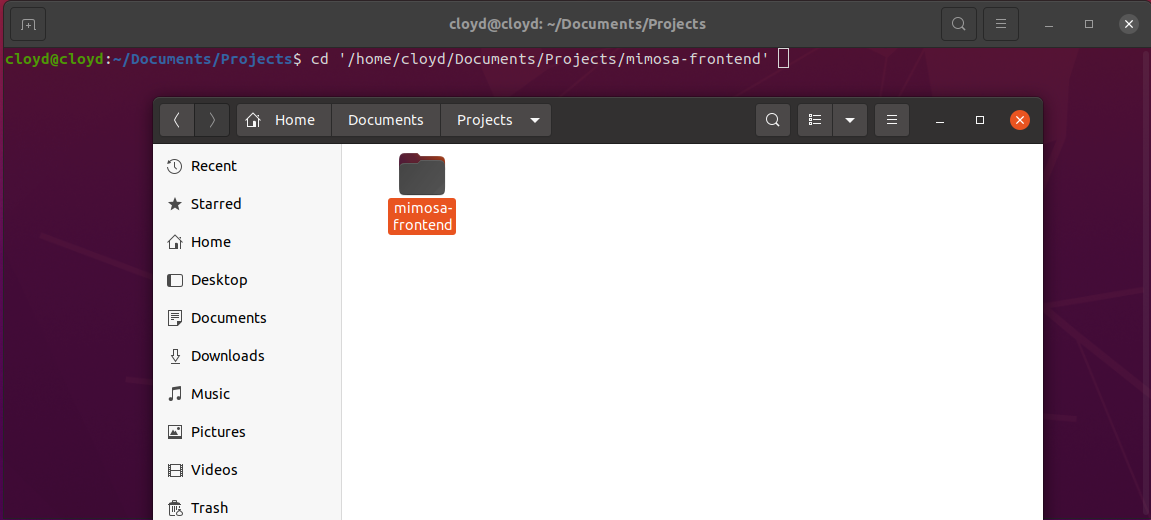 cloyd@cloyd: ~/Documents/Projects
cloyd@cloyd:~/Documents/Projects$ cd '/home/cloyd/Documents/Projects/mimosa-frontend'
Home Documents Projects
Recent
Starred
Home
Desktop
Documents
Downloads
Music
Pictures
Videos
Trash
mimosa-
frontend